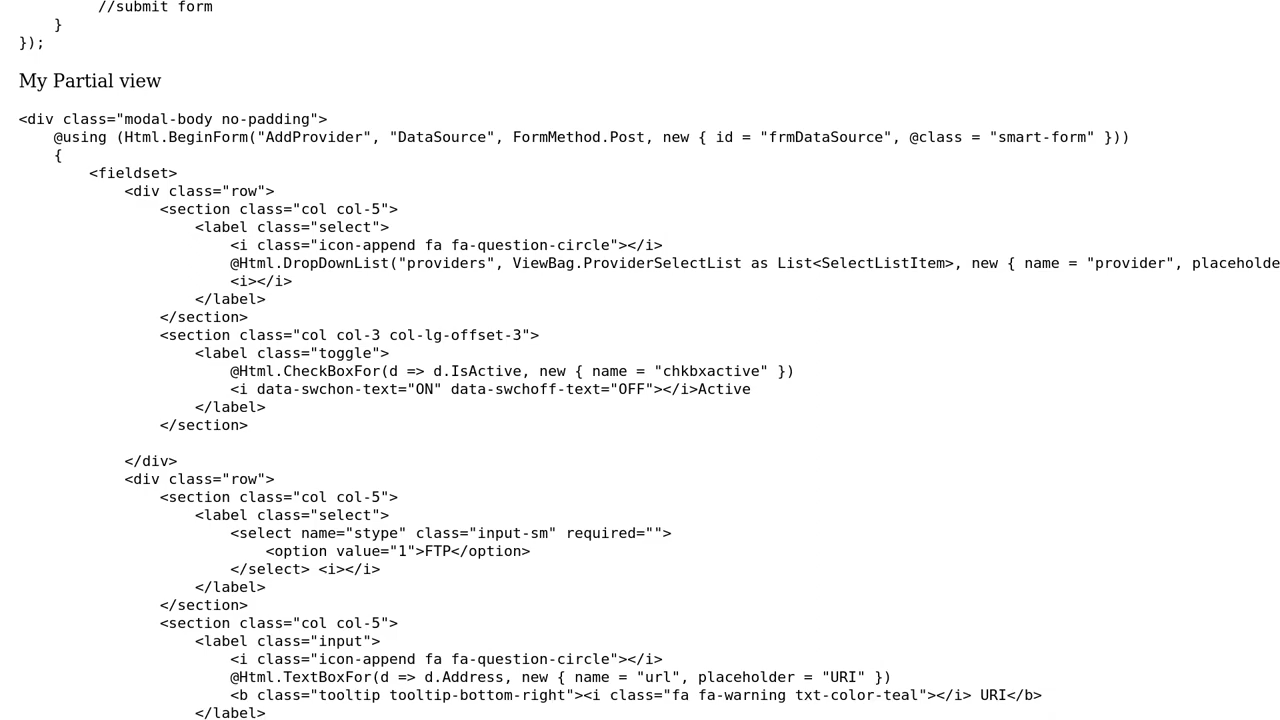 //submit form
}
});
My Partial view
<div class="modal-body no-padding">
@using (Html.BeginForm("AddProvider", "DataSource", FormMethod.Post, new { id = "frmDataSource", @class = "smart-form" }))
{
<fieldset>
<div class="row">
<section class="col col-5">
<label class="select">
<i class="icon-append fa fa-question-circle"></i>
@Html.DropDownList("providers", ViewBag.ProviderSelectList as List<SelectListItem>, new { name = "provider", placeholde
<i></i>
</label>
</section>
<section class="col col-3 col-lg-offset-3">
<label class="toggle">
@Html.CheckBoxFor(d => d.IsActive, new { name = "chkbxactive" })
<i data-swchon-text="ON" data-swchoff-text="OFF"></i>Active
</label>
</section>
</div>
<div class="row">
<section class="col col-5">
<label class="select">
<select name="stype" class="input-sm" required="">
<option value="1">FTP</option>
</select> <i></i>
</label>
</section>
<section class="col col-5">
<label class="input">
<i class="icon-append fa fa-question-circle"></i>
@Html.TextBoxFor(d => d.Address, new { name = "url", placeholder = "URI" })
<b class="tooltip tooltip-bottom-right"><i class="fa fa-warning txt-color-teal"></i> URI</b>
</label>